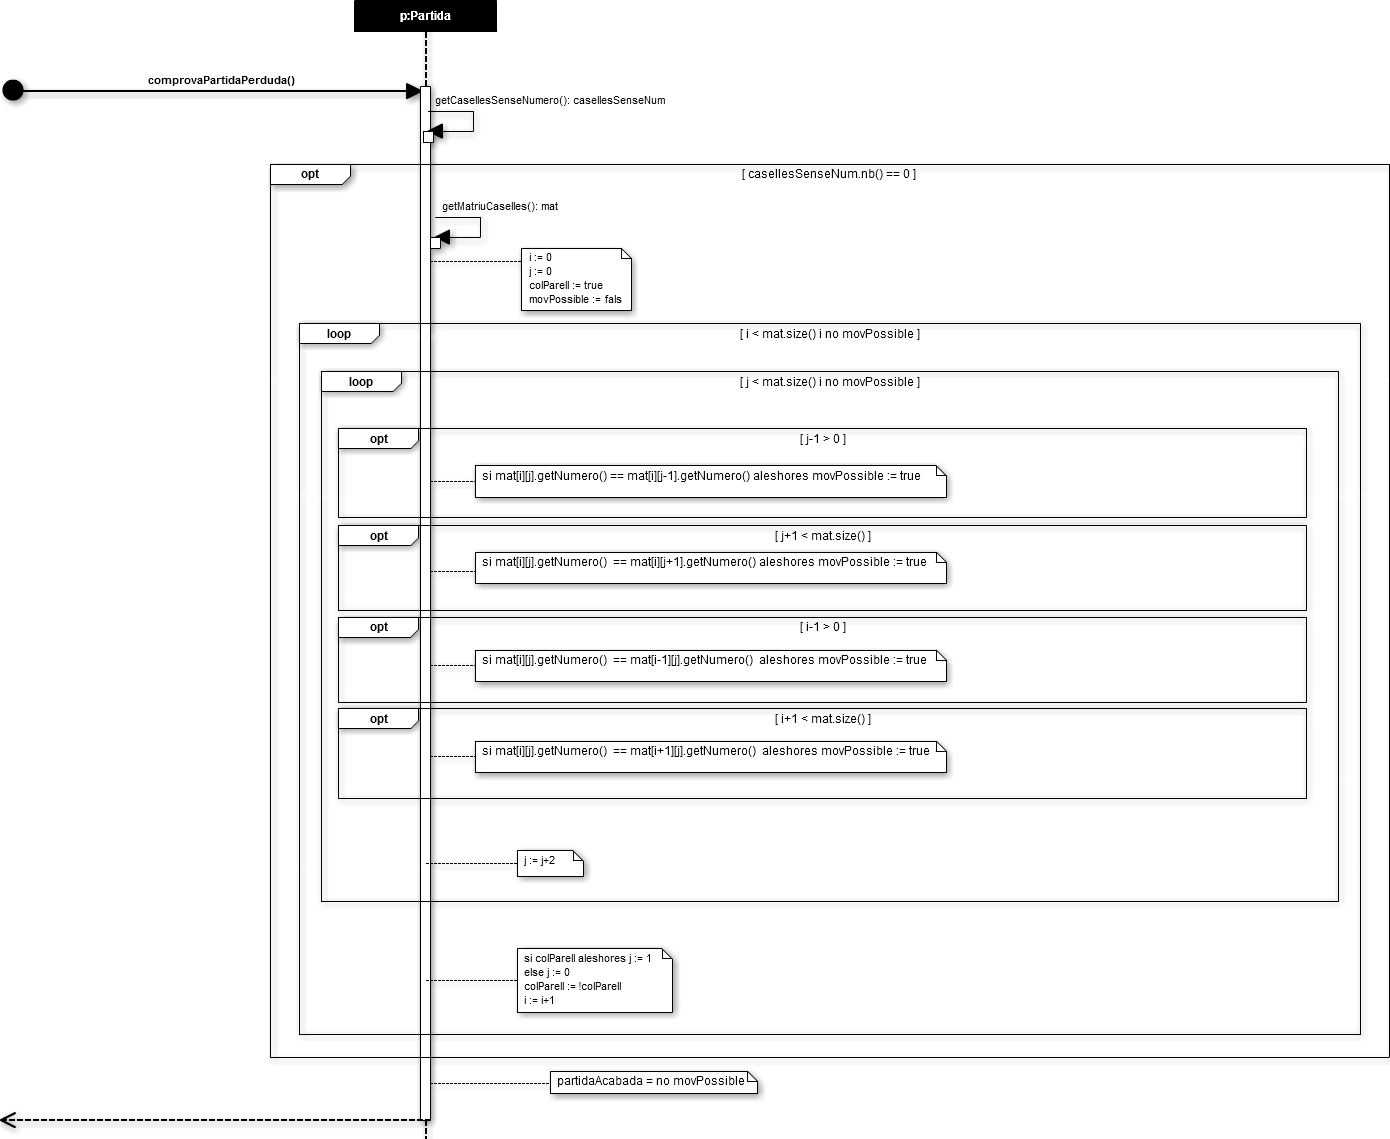 p:Partida
comprovaPartidaPerduda()
getCasellesSenseNumero(): casellesSenseNum
opt
[ casellesSenseNum.nb() == 0 ]
getMatriuCaselles(): mat
i := 0
j := 0
colParell := true
movPossible := fals
loop
[ i < mat.size() i no movPossible ]
loop
[ j < mat.size() i no movPossible ]
opt
[ j-1 > 0 ]
si mat[i][j].getNumero() == mat[i][j-1].getNumero() aleshores movPossible := true
opt
[ j+1 < mat.size() ]
si mat[i][j].getNumero() == mat[i][j+1].getNumero() aleshores movPossible := true
opt
[ i-1 > 0 ]
si mat[i][j].getNumero() == mat[i-1][j].getNumero() aleshores movPossible := true
opt
[ i+1 < mat.size() ]
si mat[i][j].getNumero() == mat[i+1][j].getNumero() aleshores movPossible := true
j := j+2
si colParell aleshores j := 1
else j := 0
colParell := !colParell
i := i+1
partidaAcabada = no movPossible